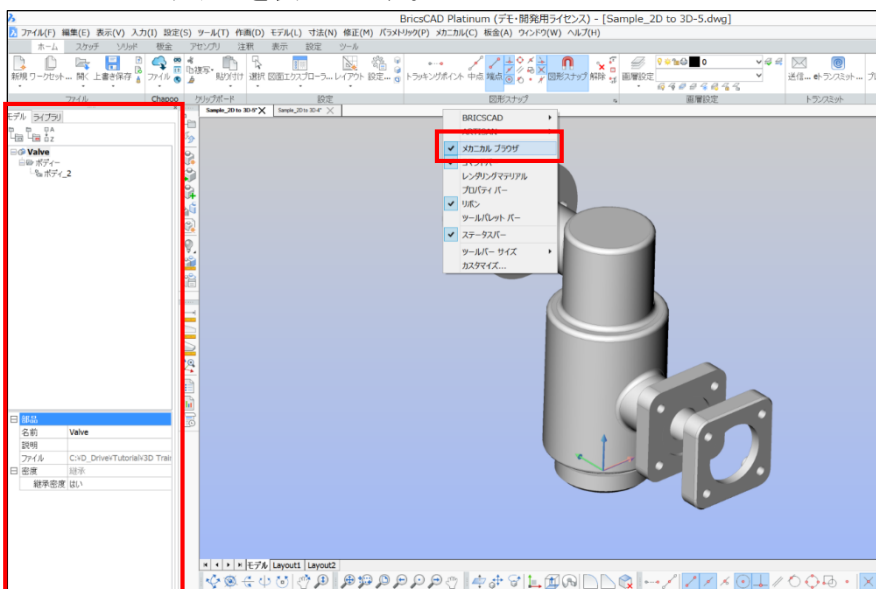 BricsCAD Platinum (デモ・開発用ライセンス) - [Sample_2D to 3D-5.dwg]
ファイル(F) 編集(E) 表示(V) 入力(I) 設定(S) ツール(T) 作画(D) モデル(L) 寸法(N) 修正(M) パラメトリック(P) メカニカル(C) 板金(A) ウィンドウ(W) ヘルプ(H)
ホーム スケッチ ソリッド 板金 アセンブリ 注釈 表示 設定 ツール
新規 ワークセット... 開く 上書き保存 ファイル 複写 貼り付け 選択 図面エクスプローラ... レイアウト 設定... トラッキングポイント 中点 端点 図形スナップ 解除 画層設定 0 送信... eトランスミット...
ファイル Chapoo クリップボード 設定 図形スナップ 画層設定 トランスミット
モデル ライブラリ
Sample_2D to 3D-5* Sample_2D to 3D-4*
Valve
ボディー
ボディ_2
BRICSCAD
メカニカル ブラウザ
レンダリングマテリアル
プロパティ バー
リボン
ツールパレット バー
ステータスバー
ツールバー サイズ
カスタマイズ...
部品
名前 Valve
説明
ファイル C:\D_Drive\Tutorial\3D Train
密度 継承
継承密度 はい
モデル Layout1 Layout2